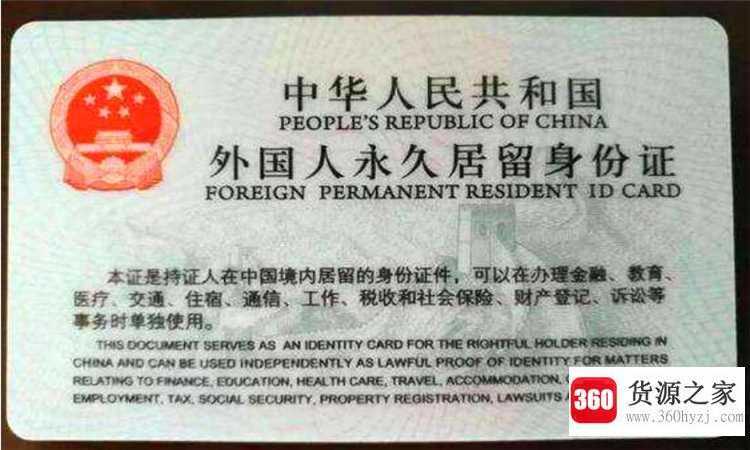 中华人民共和国
PEOPLE'S REPUBLIC OF CHINA
外国人永久居留身份证
FOREIGN PERMANENT RESIDENT ID CARD
本证是持证人在中国境内居留的身份证件，可以在办理金融、教育、
医疗、交通、住宿、通信、工作、税收和社会保险、财产登记、诉讼等
事务时单独使用。
THIS DOCUMENT SERVES AS AN IDENTITY CARD FOR THE RIGHTFUL HOLDER RESIDING IN
CHINA AND CAN BE USED INDEPENDENTLY AS LAWFUL PROOF OF IDENTITY FOR MATTERS
RELATING TO FINANCE, EDUCATION, HEALTH CARE, TRAVEL, ACCOMMODATION,
EMPLOYMENT, TAX, SOCIAL SECURITY, PROPERTY REGISTRATION, LAWSUITS
360 货源之家
www.360hyzj.com